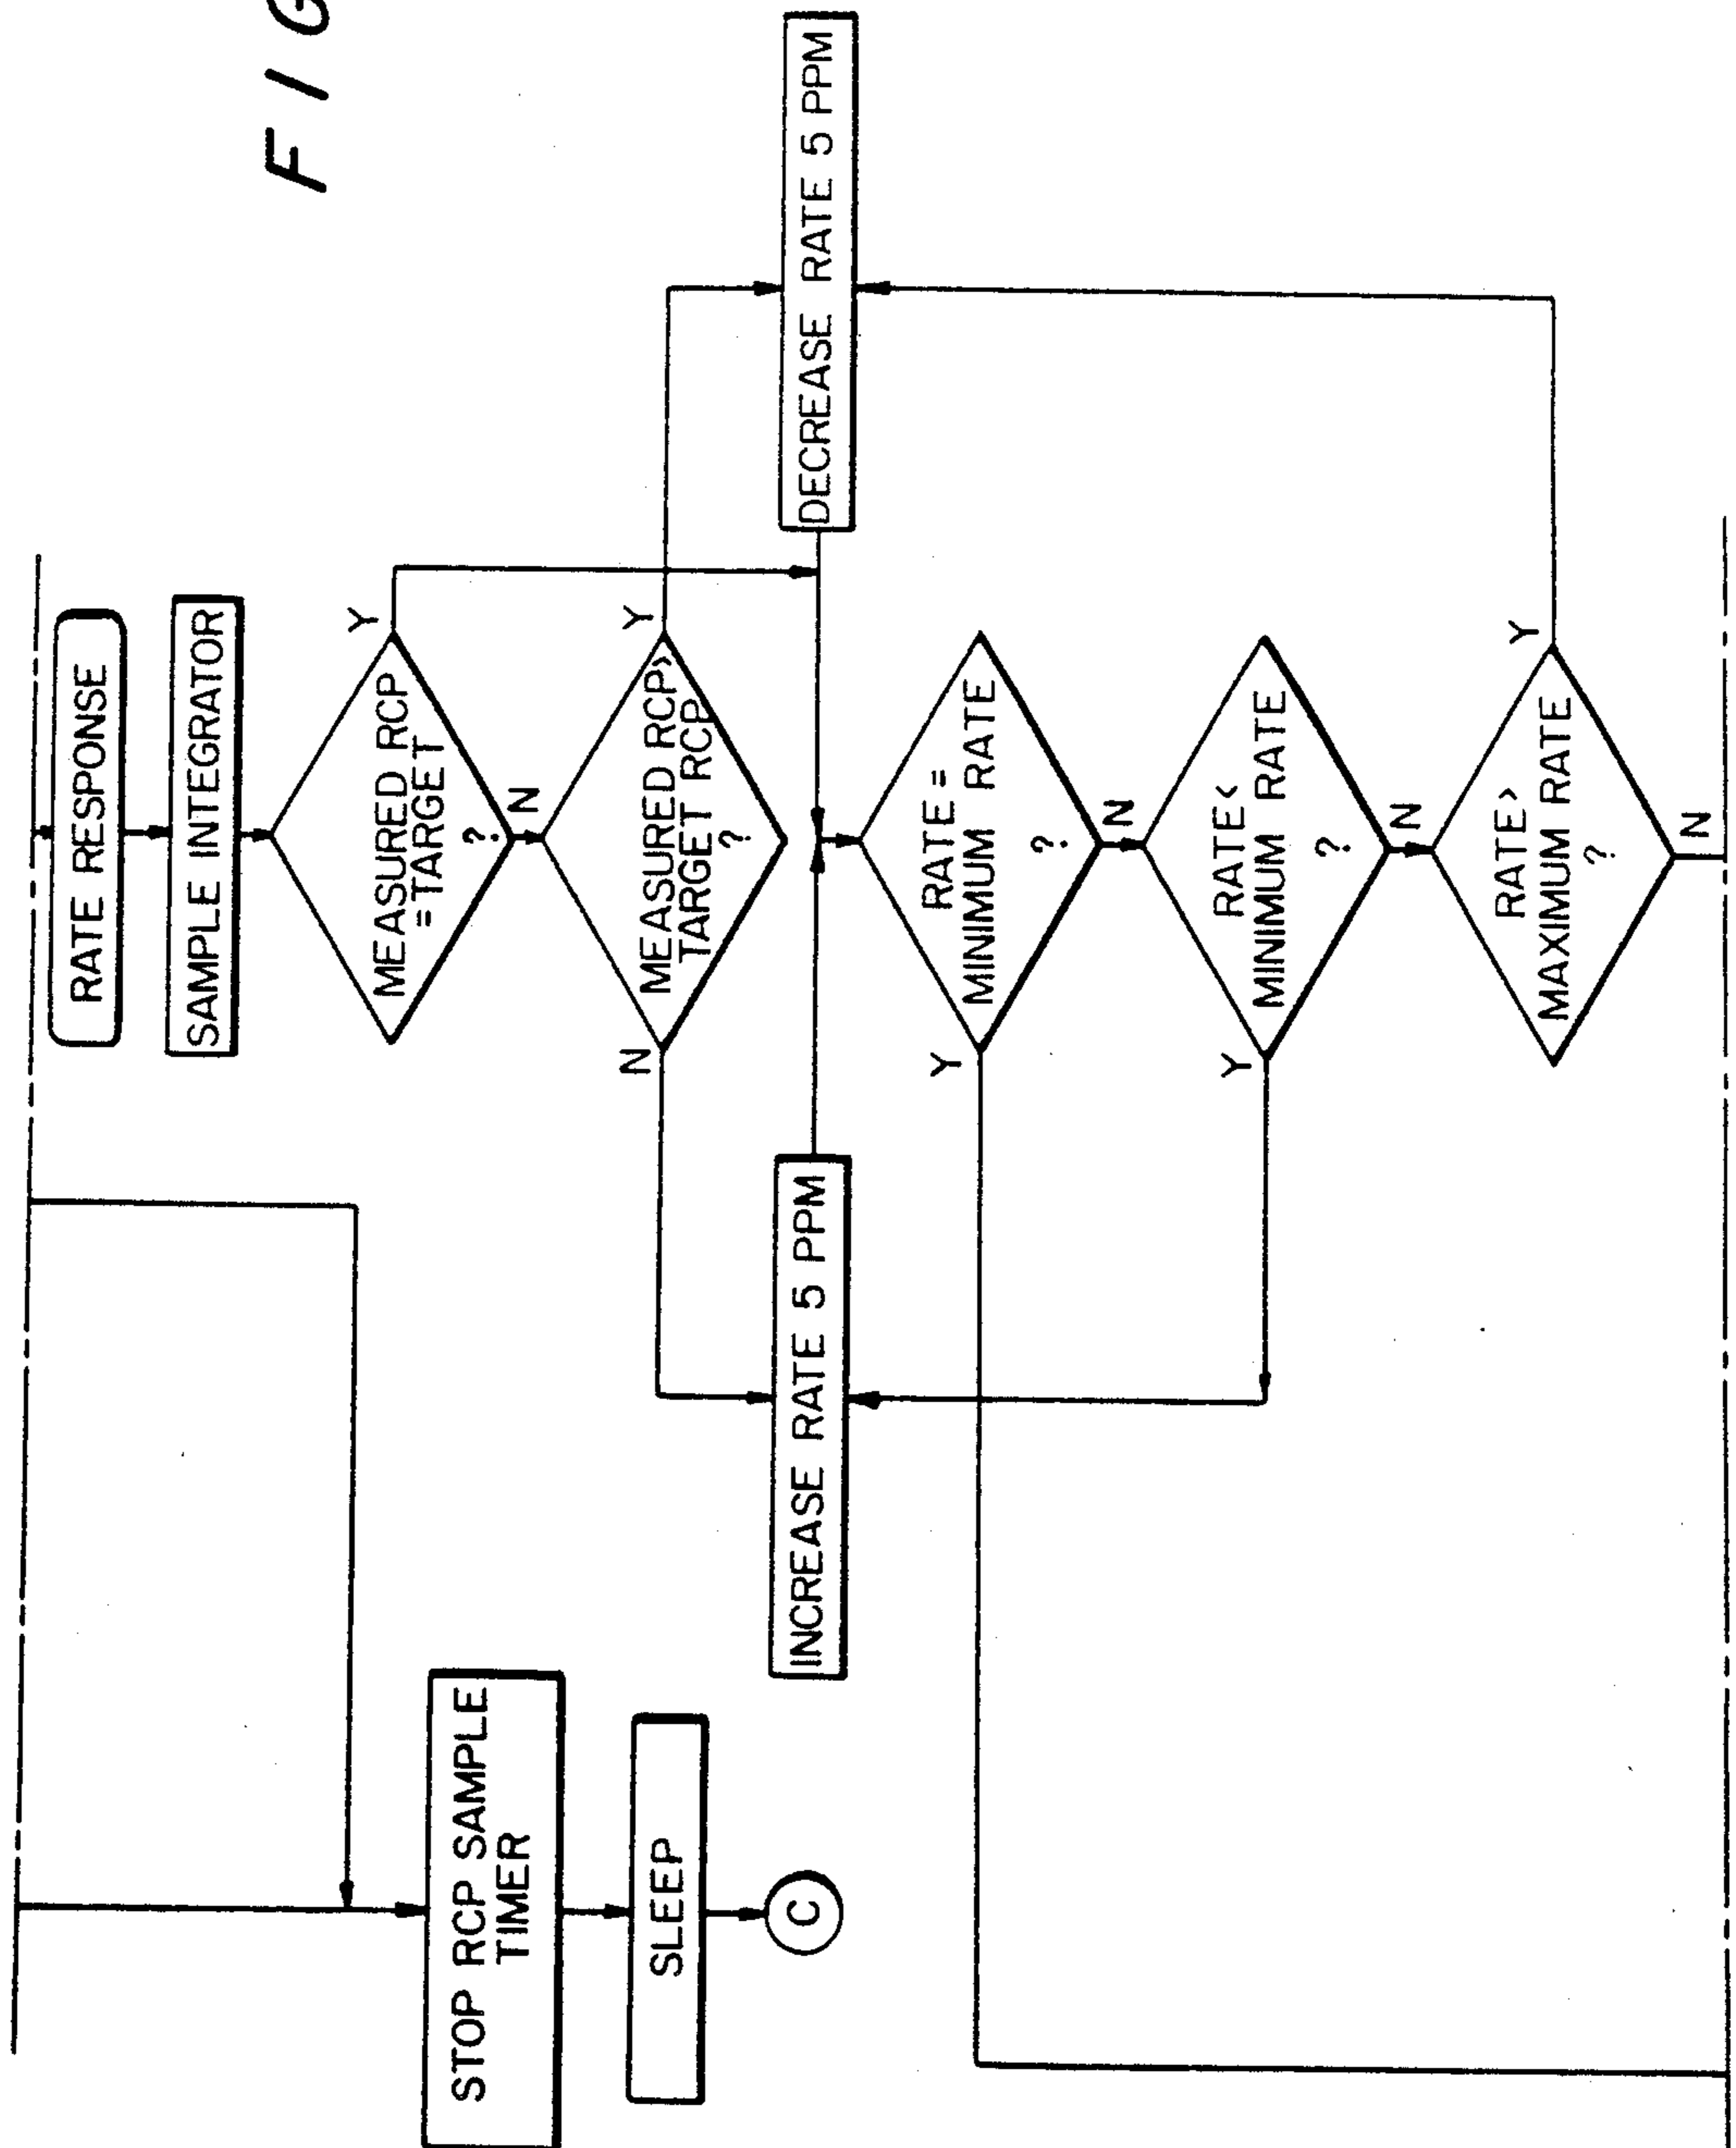 FIG
RATE RESPONSE
SAMPLE INTEGRATOR
MEASURED RCP
=TARGET
?
Y
N
MEASURED RCP>
TARGET RCP
?
Y
N
STOP RCP SAMPLE
TIMER
SLEEP
C
INCREASE RATE 5 PPM
DECREASE RATE 5 PPM
RATE =
MINIMUM RATE
?
Y
N
RATE<
MINIMUM RATE
?
Y
N
RATE>
MAXIMUM RATE
?
Y
N